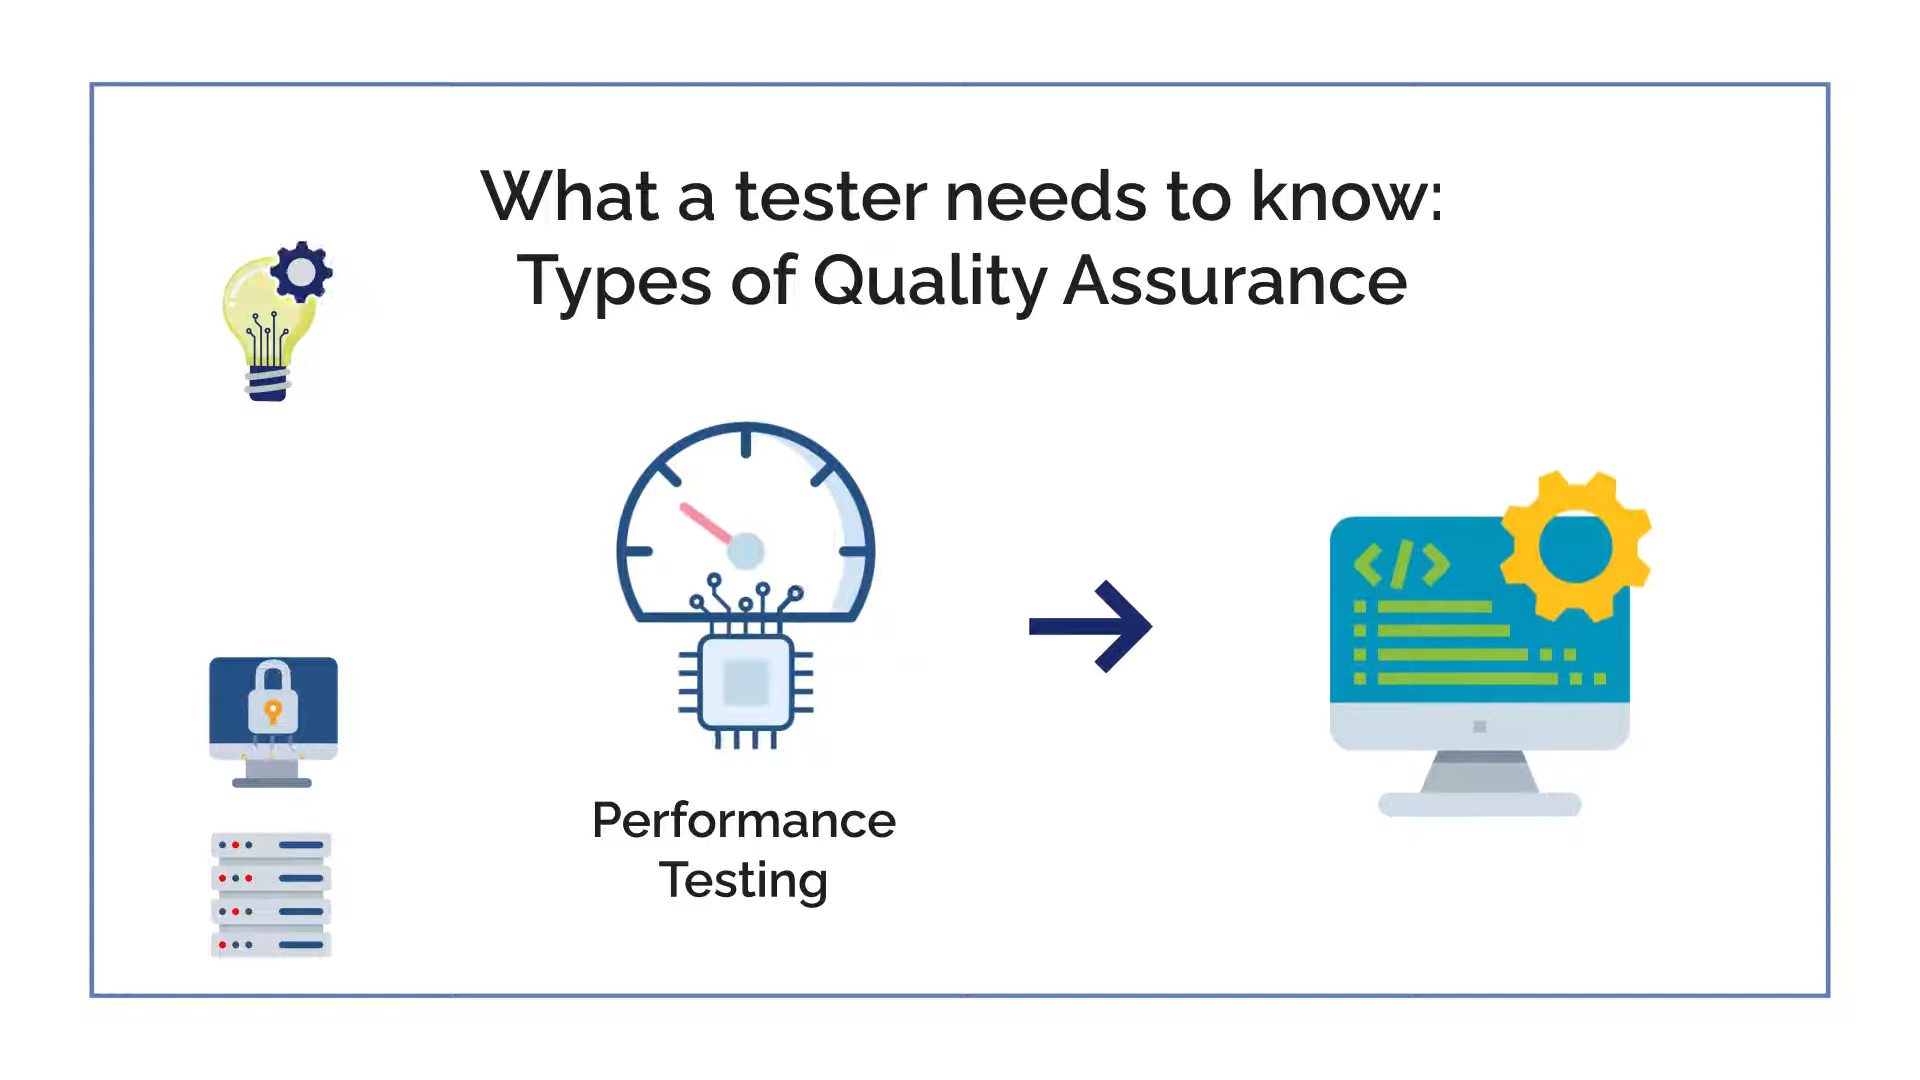 What a tester needs to know:
Types of Quality Assurance
</>
Performance
Testing